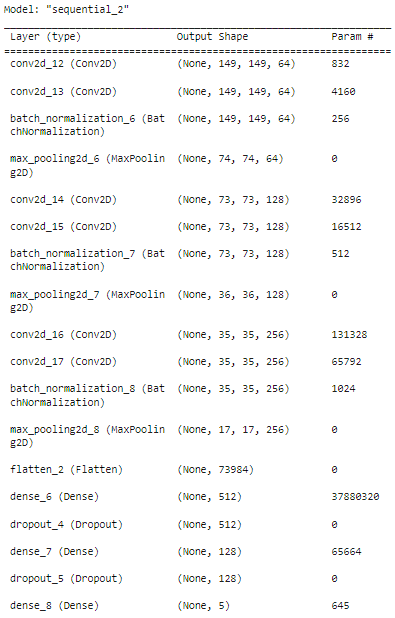 Model: "sequential_2"
Layer (type) Output Shape Param #
conv2d_12 (Conv2D) (None, 149, 149, 64) 832
conv2d_13 (Conv2D) (None, 149, 149, 64) 4160
batch_normalization_6 (Bat (None, 149, 149, 64) 256
chNormalization)
max_pooling2d_6 (MaxPoolin (None, 74, 74, 64) 0
g2D)
conv2d_14 (Conv2D) (None, 73, 73, 128) 32896
conv2d_15 (Conv2D) (None, 73, 73, 128) 16512
batch_normalization_7 (Bat (None, 73, 73, 128) 512
chNormalization)
max_pooling2d_7 (MaxPoolin (None, 36, 36, 128) 0
g2D)
conv2d_16 (Conv2D) (None, 35, 35, 256) 131328
conv2d_17 (Conv2D) (None, 35, 35, 256) 65792
batch_normalization_8 (Bat (None, 35, 35, 256) 1024
chNormalization)
max_pooling2d_8 (MaxPoolin (None, 17, 17, 256) 0
g2D)
flatten_2 (Flatten) (None, 73984) 0
dense_6 (Dense) (None, 512) 37880320
dropout_4 (Dropout) (None, 512) 0
dense_7 (Dense) (None, 128) 65664
dropout_5 (Dropout) (None, 128) 0
dense_8 (Dense) (None, 5) 645